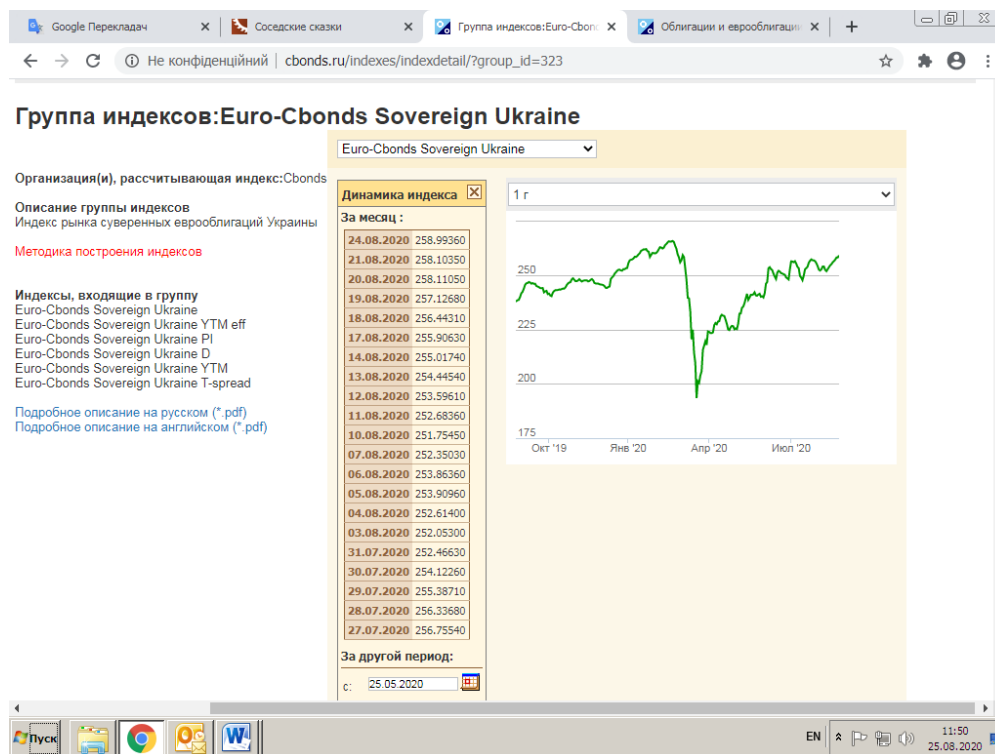 Google Перекладач
Соседские сказки
Группа индексов:Euro-Cbon
Облигации и еврооблигации
Не конфіденційний | cbonds.ru/indexes/indexdetail/?group_id=323
Группа индексов:Euro-Cbonds Sovereign Ukraine
Euro-Cbonds Sovereign Ukraine
Организация(и), рассчитывающая индекс:Cbonds
Описание группы индексов
Индекс рынка суверенных еврооблигаций Украины
Методика построения индексов
Индексы, входящие в группу
Euro-Cbonds Sovereign Ukraine
Euro-Cbonds Sovereign Ukraine YTM eff
Euro-Cbonds Sovereign Ukraine PI
Euro-Cbonds Sovereign Ukraine D
Euro-Cbonds Sovereign Ukraine YTM
Euro-Cbonds Sovereign Ukraine T-spread
Подробное описание на русском (*.pdf)
Подробное описание на английском (*.pdf)
Динамика индекса
За месяц :
24.08.2020 258.99360
21.08.2020 258.10350
20.08.2020 258.11050
19.08.2020 257.12680
18.08.2020 256.44310
17.08.2020 255.90630
14.08.2020 255.01740
13.08.2020 254.44540
12.08.2020 253.59610
11.08.2020 252.68360
10.08.2020 251.75450
07.08.2020 252.35030
06.08.2020 253.86360
05.08.2020 253.90960
04.08.2020 252.61400
03.08.2020 252.05300
31.07.2020 252.46630
30.07.2020 254.12260
29.07.2020 255.38710
28.07.2020 256.33680
27.07.2020 256.75540
За другой период:
с: 25.05.2020
1 г
250
225
200
175
Окт '19 Янв '20 Апр '20 Июл '20
Пуск
EN
11:50
25.08.2020